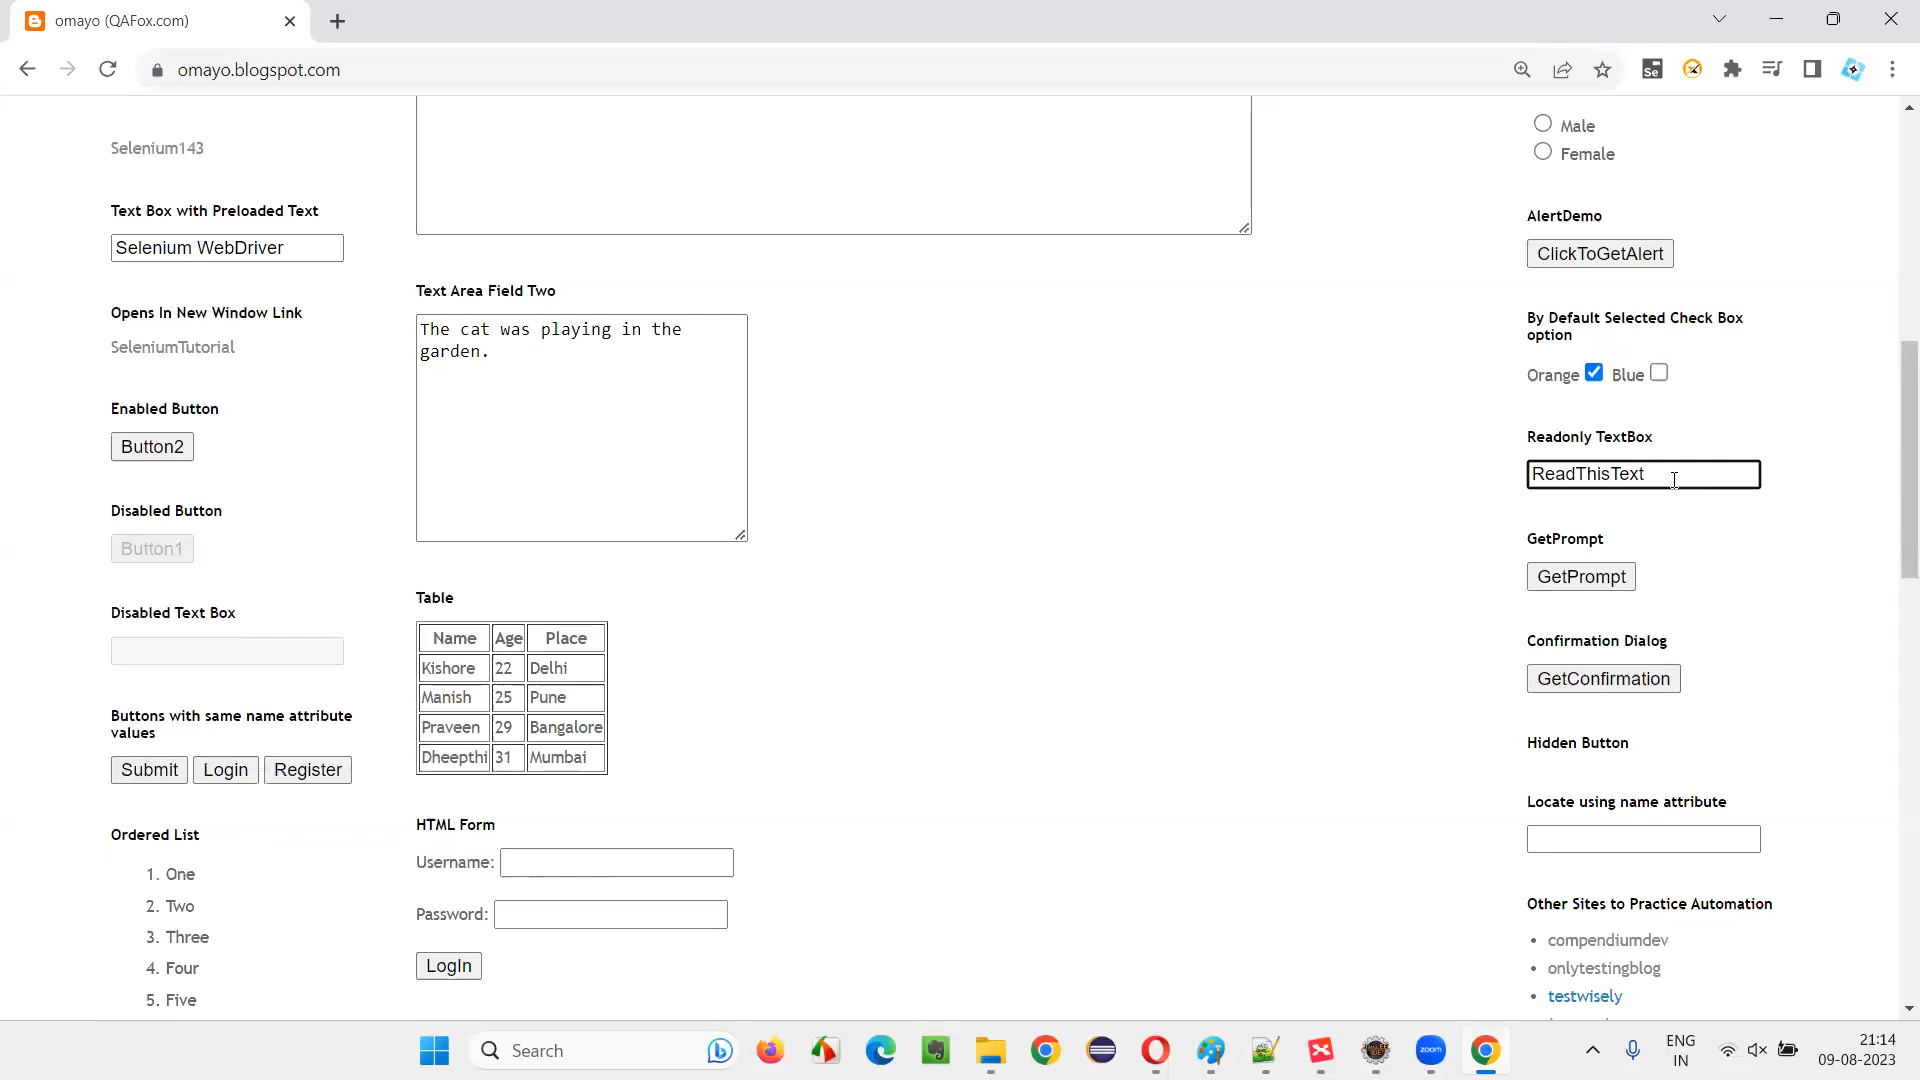 omayo (QAFox.com)
omayo.blogspot.com
Se
Selenium143
Text Box with Preloaded Text
Selenium WebDriver
Opens In New Window Link
SeleniumTutorial
Enabled Button
Button2
Disabled Button
Button1
Disabled Text Box
Buttons with same name attribute
values
Submit Login Register
Ordered List
1. One
2. Two
3. Three
4. Four
5. Five
Text Area Field Two
The cat was playing in the
garden.
Table
Name Age Place
Kishore 22 Delhi
Manish 25 Pune
Praveen 29 Bangalore
Dheepthi 31 Mumbai
HTML Form
Username:
Password:
LogIn
Male
Female
AlertDemo
ClickToGetAlert
By Default Selected Check Box
option
Orange Blue
Readonly TextBox
ReadThisText
GetPrompt
GetPrompt
Confirmation Dialog
GetConfirmation
Hidden Button
Locate using name attribute
Other Sites to Practice Automation
• compendiumdev
• onlytestingblog
• testwisely
Search
zoom
ENG
IN
21:14
09-08-2023